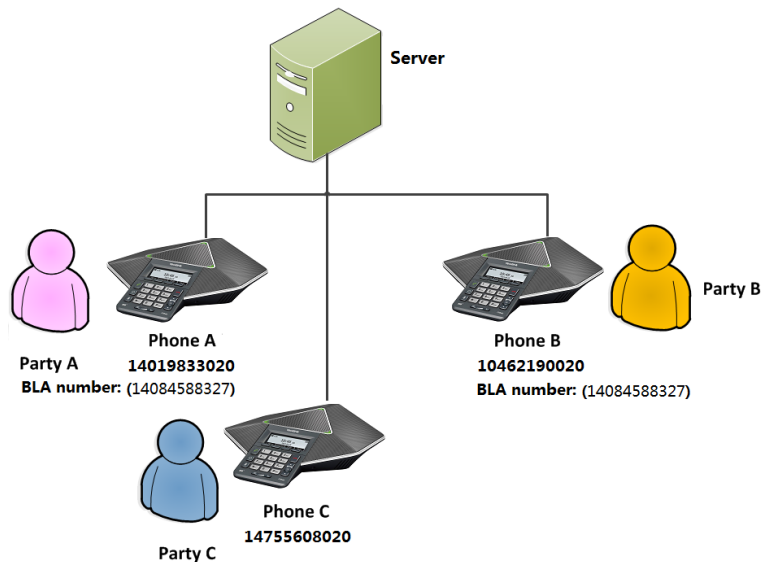 Server
Party A
Phone A
14019833020
BLA number: (14084588327)
Phone B
10462190020
BLA number: (14084588327)
Party B
Phone C
14755608020
Party C